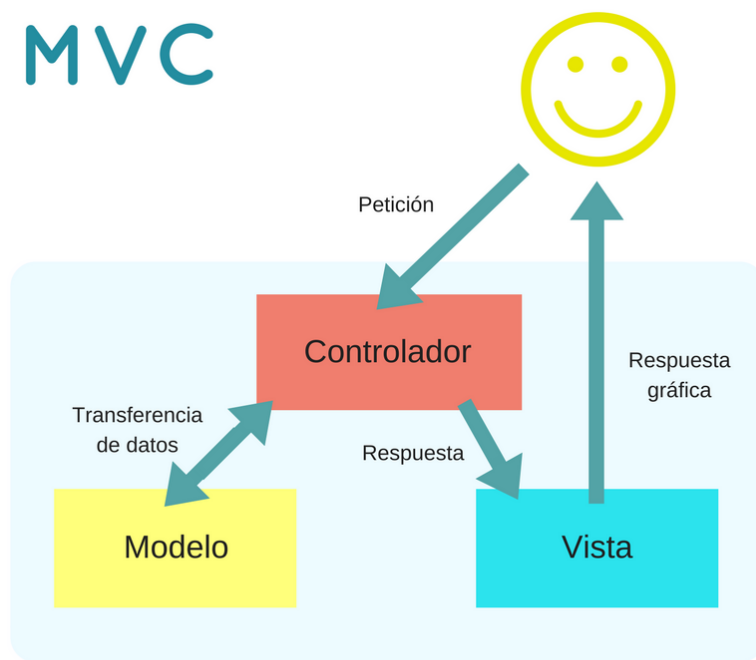 MVC
Petición
Controlador
Respuesta
gráfica
Transferencia
de datos
Respuesta
Modelo
Vista